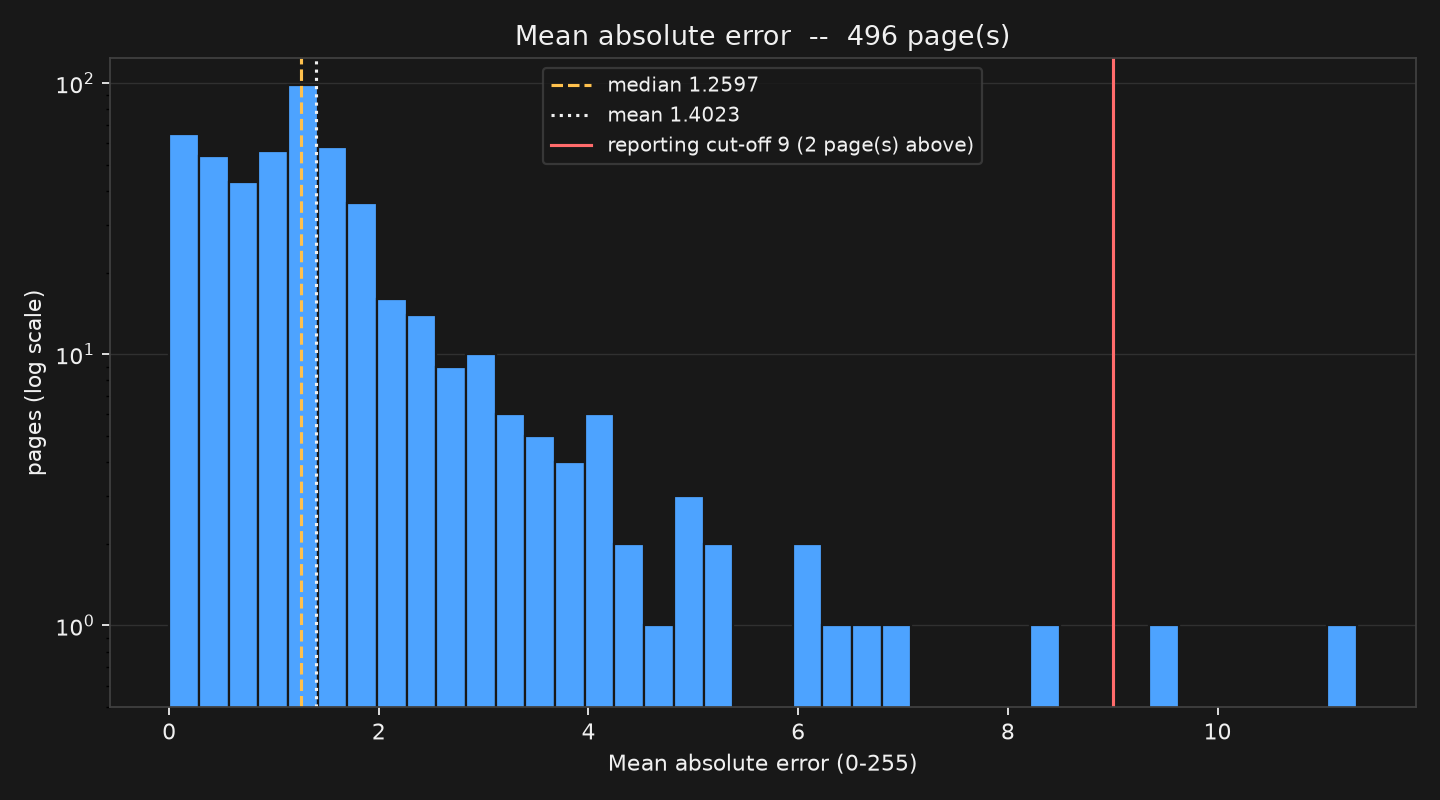 Mean absolute error  --  496 page(s)
median 1.2597
mean 1.4023
reporting cut-off 9 (2 page(s) above)
pages (log scale)
10²
10¹
10⁰
0 2 4 6 8 10
Mean absolute error (0-255)